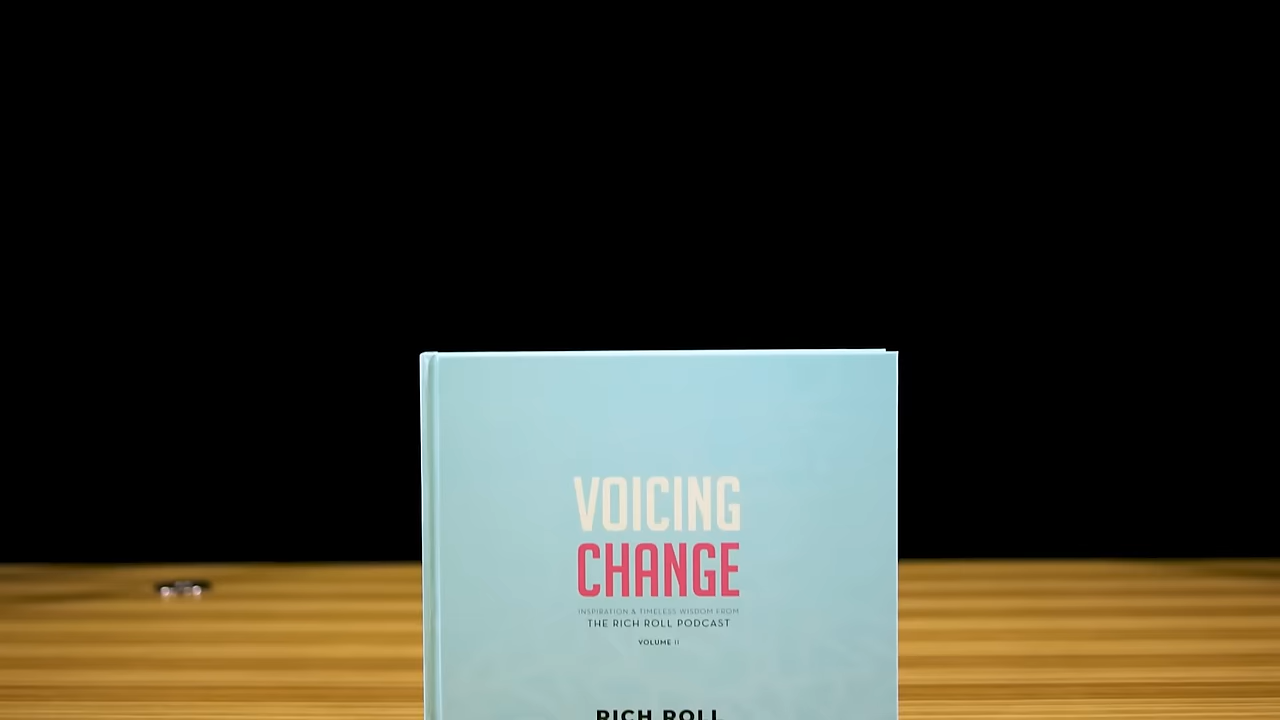 VOICING
CHANGE
INSPIRATION & TIMELESS WISDOM FROM
THE RICH ROLL PODCAST
VOLUME II
RICH ROLL